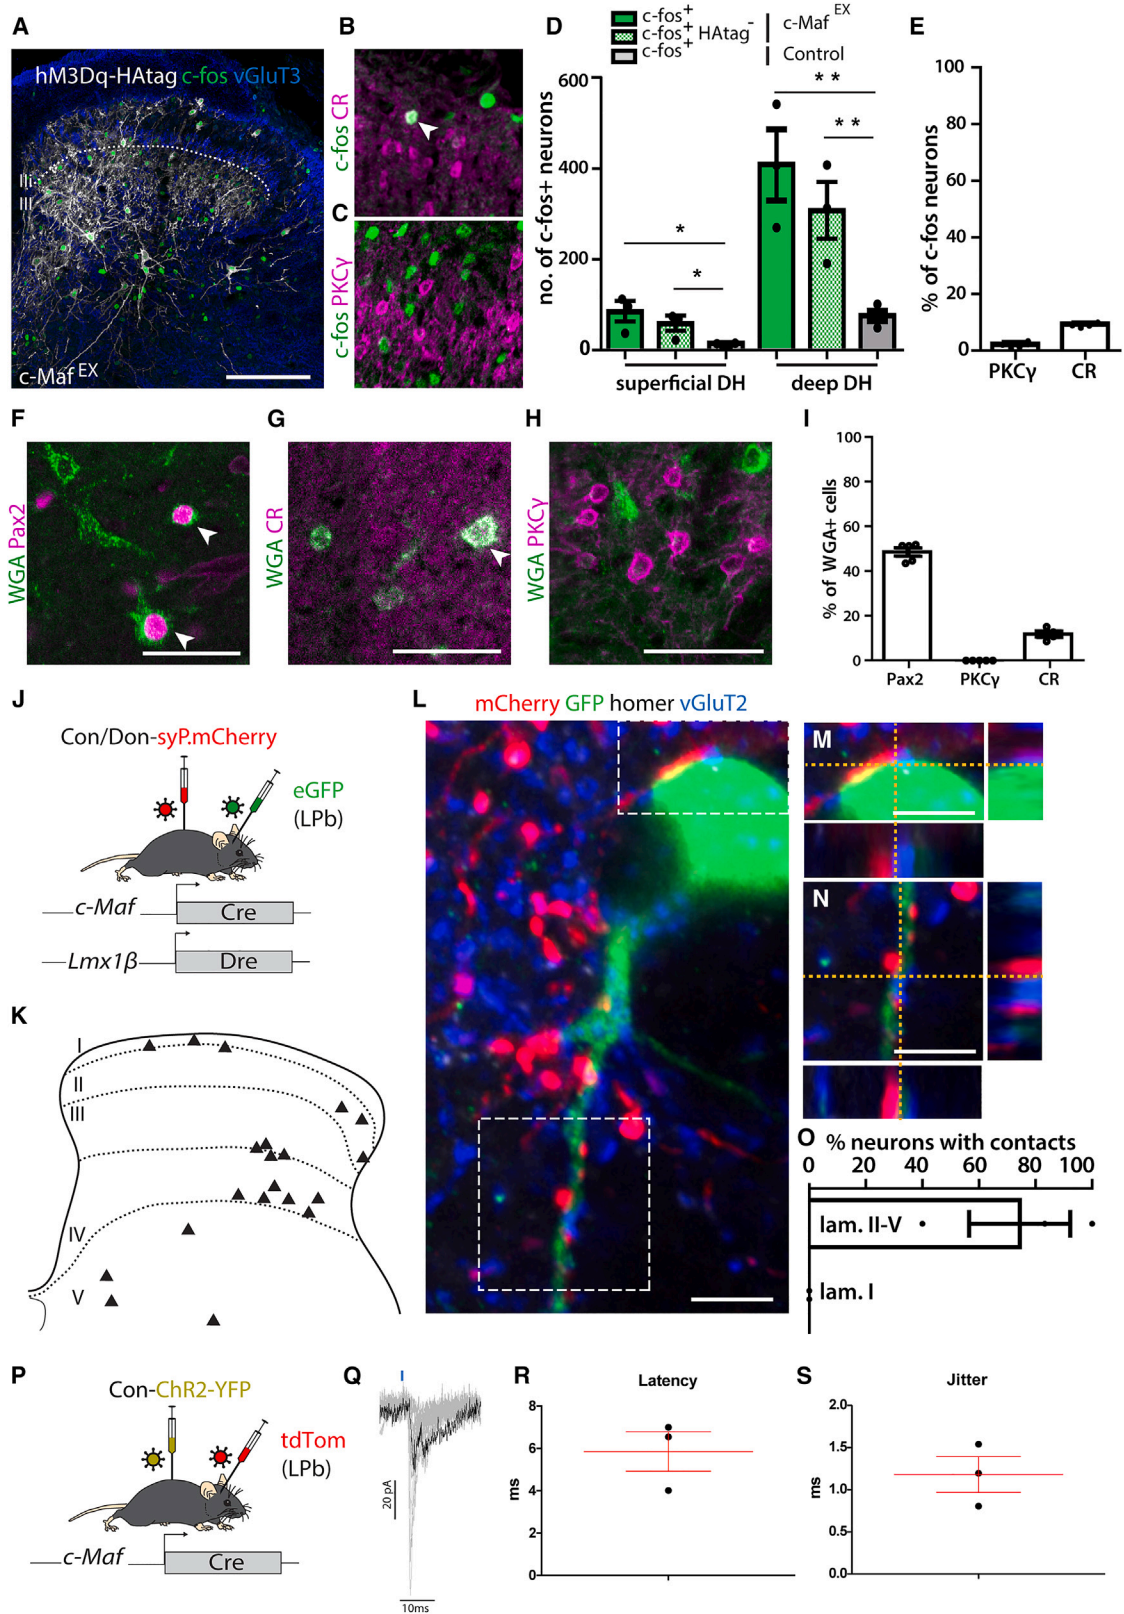 A
hM3Dq-HAtag c-fos vGluT3
IIi
III
c-Maf EX
B
c-fos CR
C
c-fos PKCγ
D
c-fos+
c-fos+ HAtag-
c-fos+
c-Maf EX
Control
no. of c-fos+ neurons
600
400
200
0
* *
* *
*
*
superficial DH
deep DH
E
% of c-fos neurons
100
80
60
40
20
0
PKCγ
CR
F
WGA Pax2
G
WGA CR
H
WGA PKCγ
I
% of WGA+ cells
100
80
60
40
20
0
Pax2
PKCγ
CR
J
Con/Don-syP.mCherry
eGFP
(LPb)
c-Maf
Cre
Lmx1β
Dre
K
I
II
III
IV
V
L
mCherry GFP homer vGluT2
M
N
O
% neurons with contacts
0 20 40 60 80 100
lam. II-V
lam. I
P
Con-ChR2-YFP
tdTom
(LPb)
c-Maf
Cre
Q
20 pA
10ms
R
Latency
ms
8
6
4
2
0
S
Jitter
ms
2.0
1.5
1.0
0.5
0.0